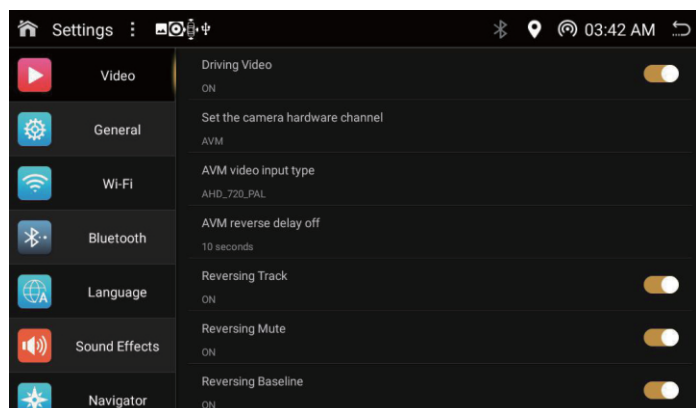 Settings
03:42 AM
Video
General
Wi-Fi
Bluetooth
Language
Sound Effects
Navigator
Driving Video
ON
Set the camera hardware channel
AVM
AVM video input type
AHD_720_PAL
AVM reverse delay off
10 seconds
Reversing Track
ON
Reversing Mute
ON
Reversing Baseline
ON